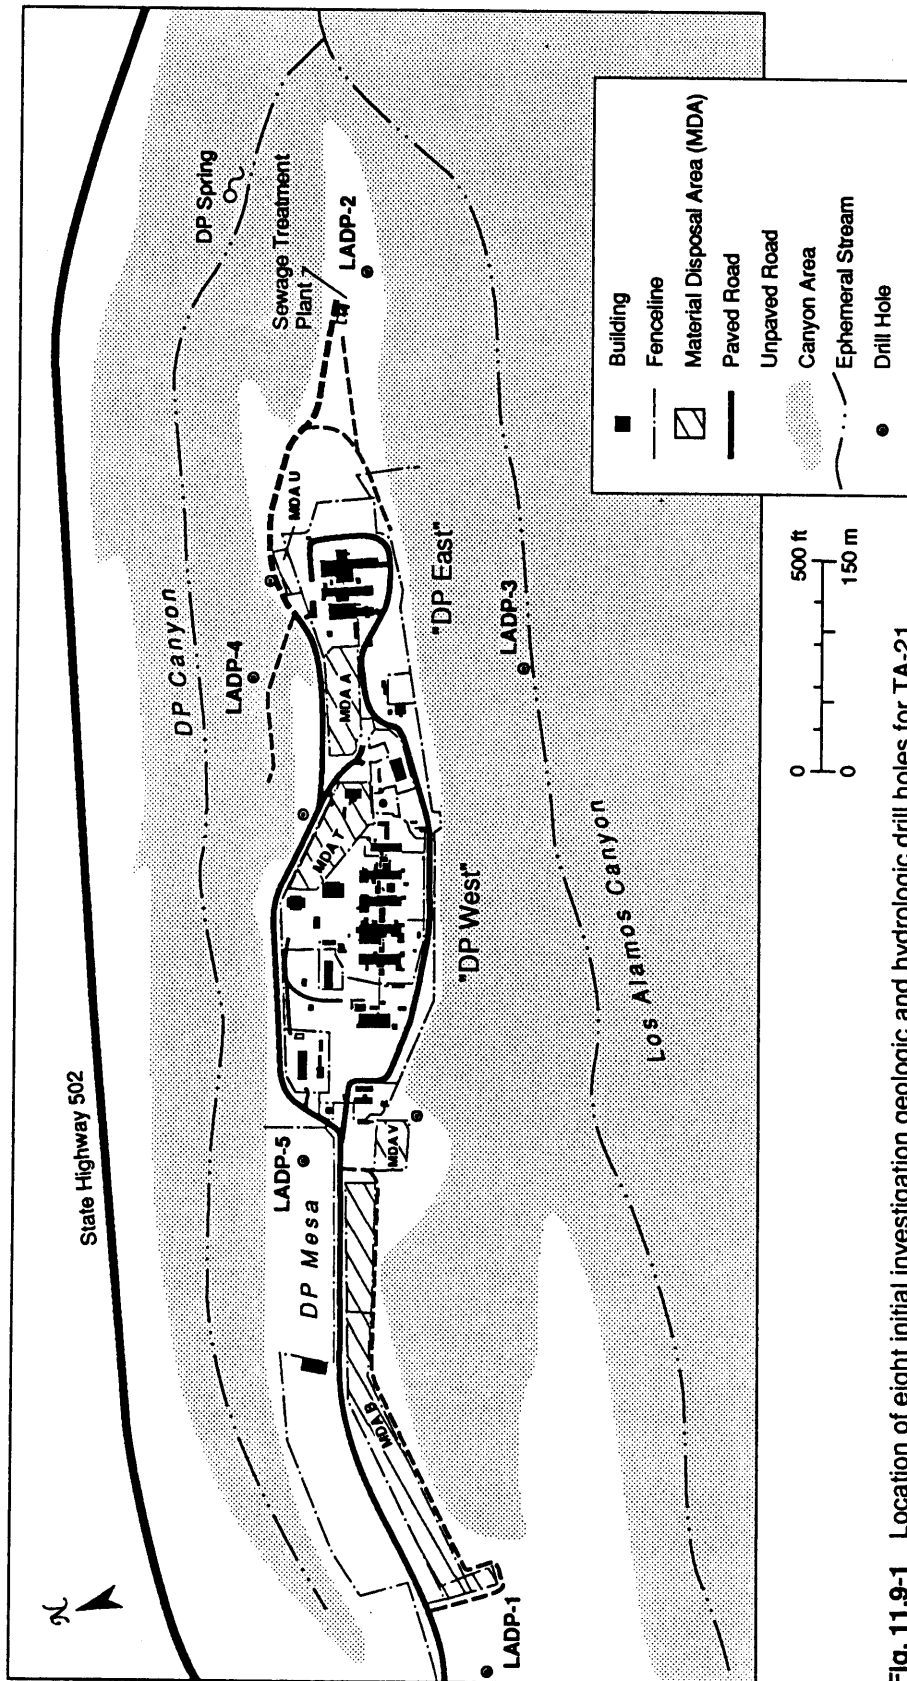 N
State Highway 502
DP Canyon
DP Spring
Sewage Treatment
Plant
LADP-2
LADP-4
MDA U
LADP-5
DP Mesa
MDA T
MDA A
"DP East"
MDA B
MDA V
"DP West"
LADP-3
LADP-1
Los Alamos Canyon
0
500 ft
0
150 m
Building
Fenceline
Material Disposal Area (MDA)
Paved Road
Unpaved Road
Canyon Area
Ephemeral Stream
Drill Hole
Fig. 11.9-1 Location of eight initial investigation geologic and hydrologic drill holes for TA-21